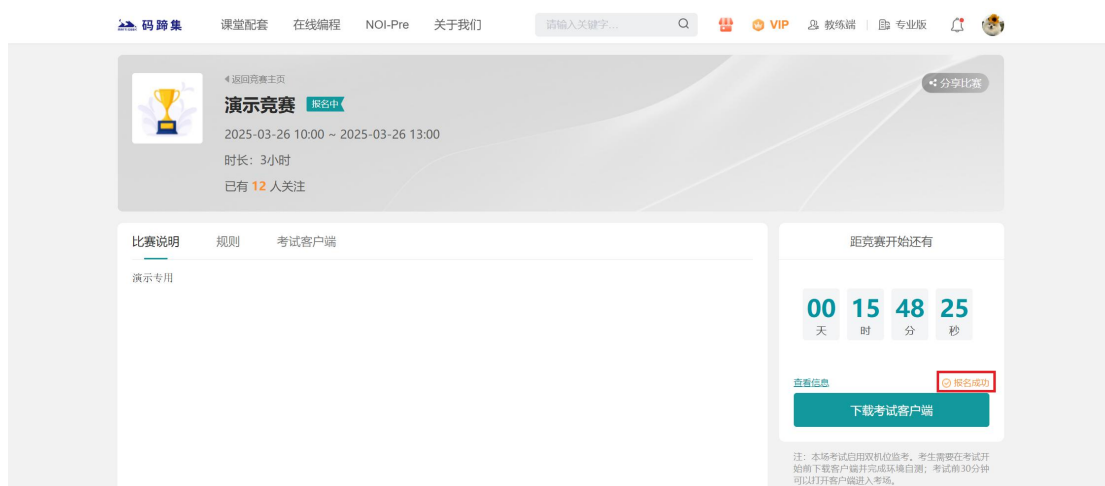 码蹄集 课堂配套 在线编程 NOI-Pre 关于我们 请输入关键字... VIP 教练端 专业版
返回竞赛主页
分享比赛
演示竞赛 报名中
2025-03-26 10:00 ~ 2025-03-26 13:00
时长：3小时
已有 12 人关注
比赛说明 规则 考试客户端
演示专用
距竞赛开始还有
00 15 48 25
天 时 分 秒
查看信息 报名成功
下载考试客户端
注：本场考试启用双机位监考。考生需要在考试开
始前下载客户端并完成环境自测；考试前30分钟
可以打开客户端进入考场。